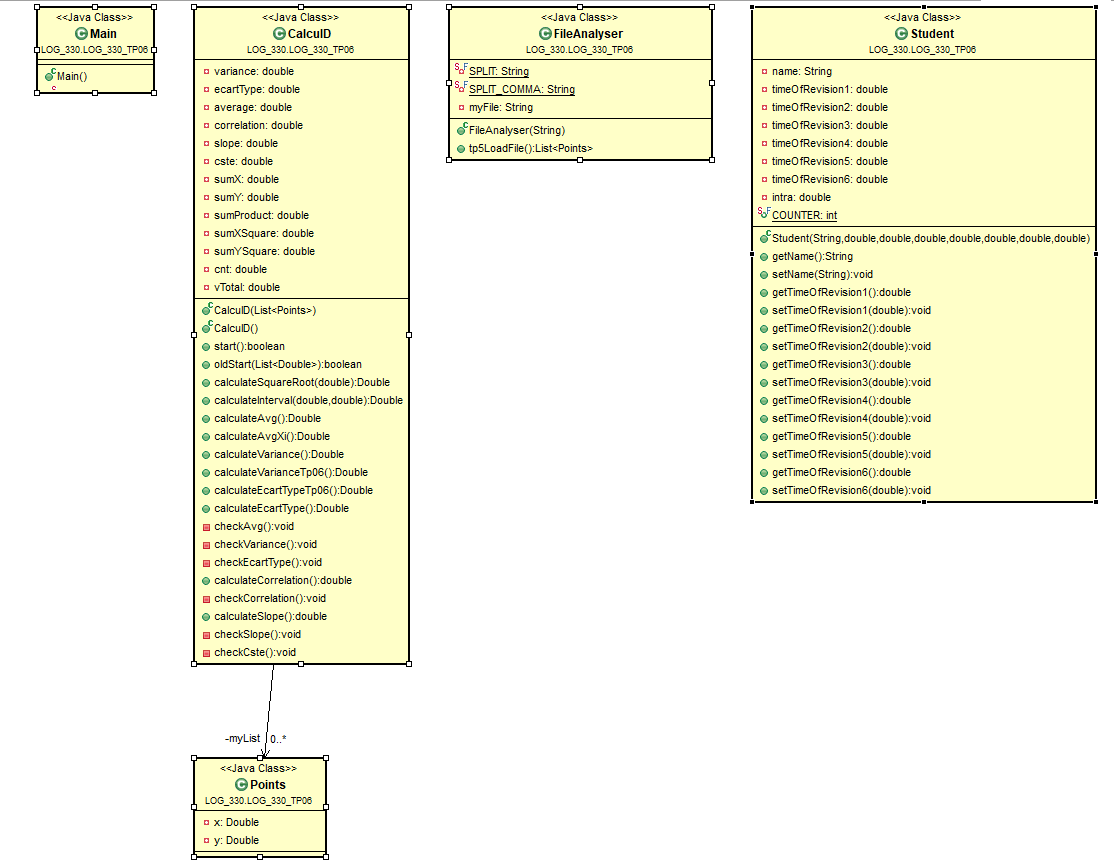 <<Java Class>>
Main
LOG_330.LOG_330_TP06
Main()
<<Java Class>>
CalculD
LOG_330.LOG_330_TP06
variance: double
ecartType: double
average: double
correlation: double
slope: double
cste: double
sumX: double
sumY: double
sumProduct: double
sumXSquare: double
sumYSquare: double
cnt: double
vTotal: double
CalculD(List<Points>)
CalculD()
start():boolean
oldStart(List<Double>):boolean
calculateSquareRoot(double):Double
calculateInterval(double,double):Double
calculateAvg():Double
calculateAvgXi():Double
calculateVariance():Double
calculateVarianceTp06():Double
calculateEcartTypeTp06():Double
calculateEcartType():Double
checkAvg():void
checkVariance():void
checkEcartType():void
calculateCorrelation():double
checkCorrelation():void
calculateSlope():double
checkSlope():void
checkCste():void
-myList 0..*
<<Java Class>>
Points
LOG_330.LOG_330_TP06
x: Double
y: Double
<<Java Class>>
FileAnalyser
LOG_330.LOG_330_TP06
SPLIT: String
SPLIT_COMMA: String
myFile: String
FileAnalyser(String)
tp5LoadFile():List<Points>
<<Java Class>>
Student
LOG_330.LOG_330_TP06
name: String
timeOfRevision1: double
timeOfRevision2: double
timeOfRevision3: double
timeOfRevision4: double
timeOfRevision5: double
timeOfRevision6: double
intra: double
COUNTER: int
Student(String,double,double,double,double,double,double,double)
getName():String
setName(String):void
getTimeOfRevision1():double
setTimeOfRevision1(double):void
getTimeOfRevision2():double
setTimeOfRevision2(double):void
getTimeOfRevision3():double
setTimeOfRevision3(double):void
getTimeOfRevision4():double
setTimeOfRevision4(double):void
getTimeOfRevision5():double
setTimeOfRevision5(double):void
getTimeOfRevision6():double
setTimeOfRevision6(double):void